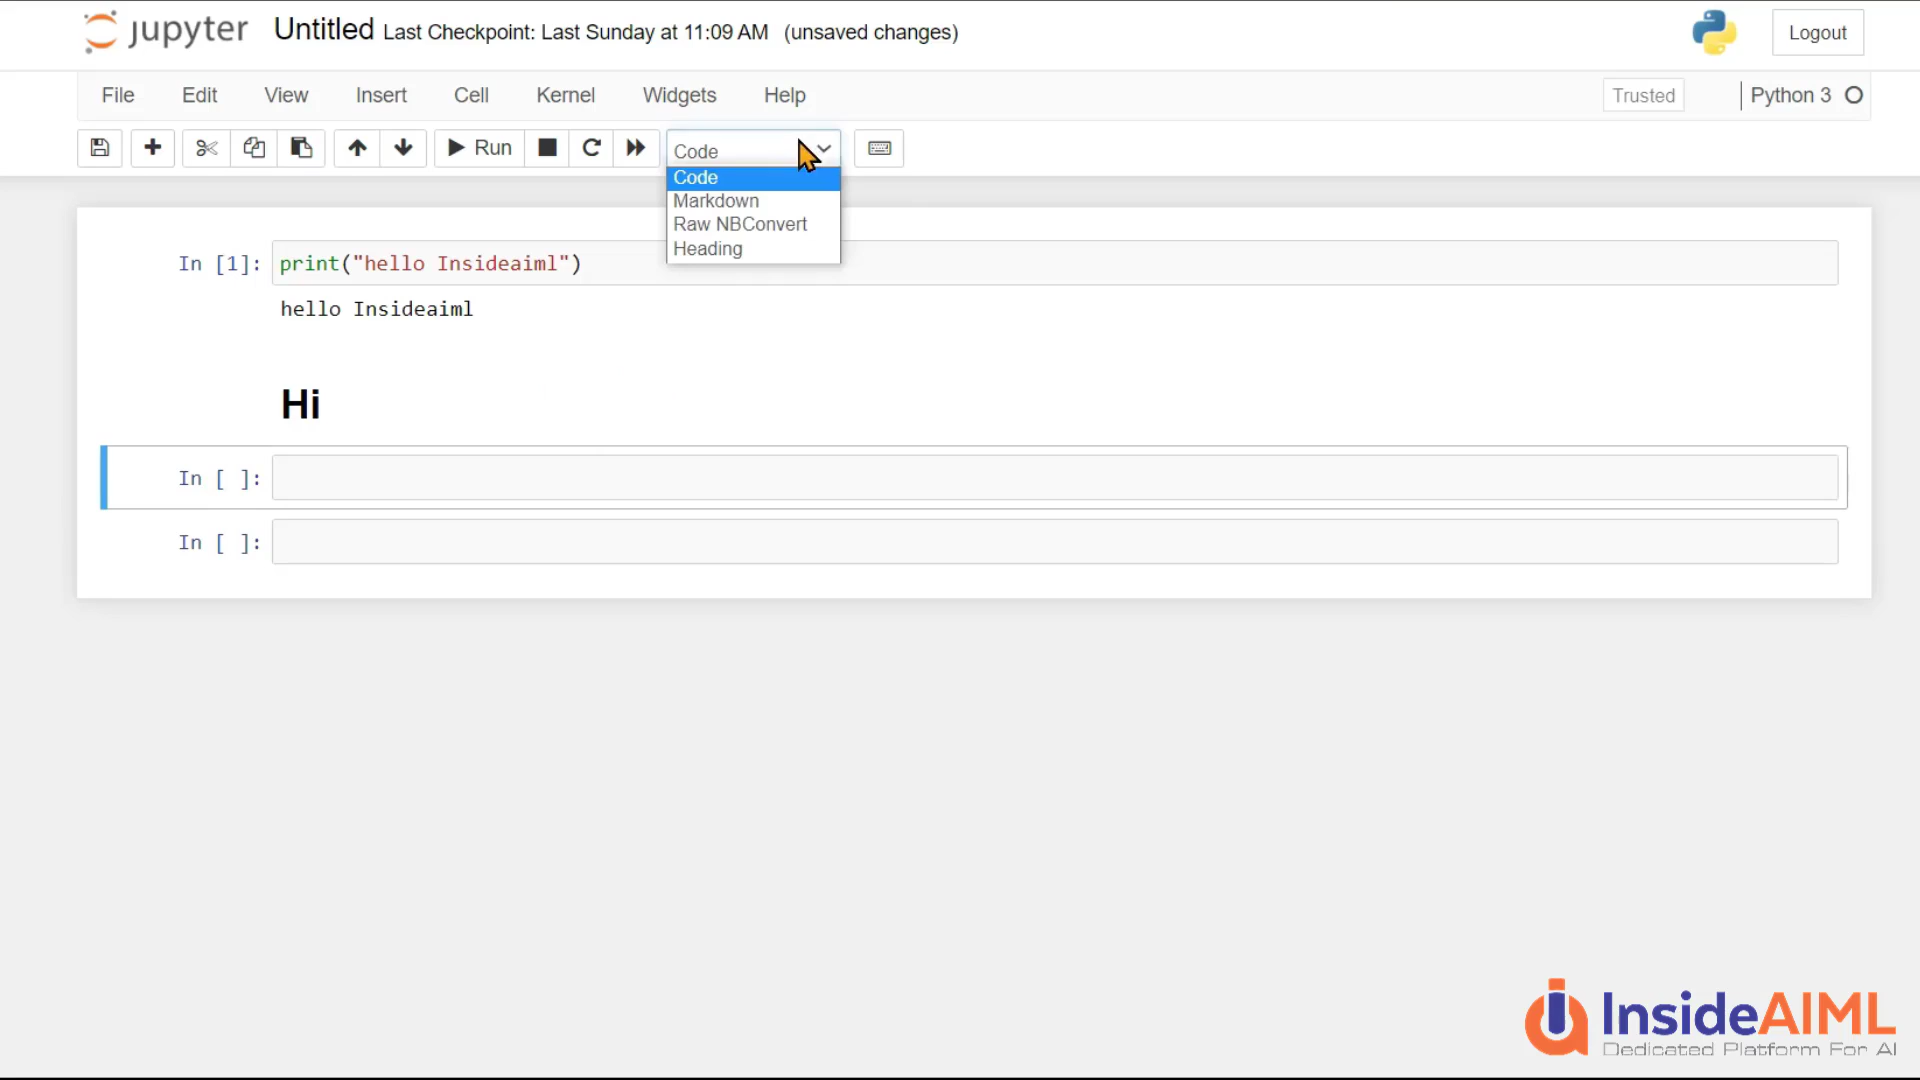 jupyter Untitled Last Checkpoint: Last Sunday at 11:09 AM (unsaved changes) Logout
File Edit View Insert Cell Kernel Widgets Help Trusted Python 3
Run Code
Code
Markdown
Raw NBConvert
Heading
In [1]: print("hello Insideaiml")
hello Insideaiml
Hi
In [ ]:
In [ ]:
InsideAIML
Dedicated Platform For AI